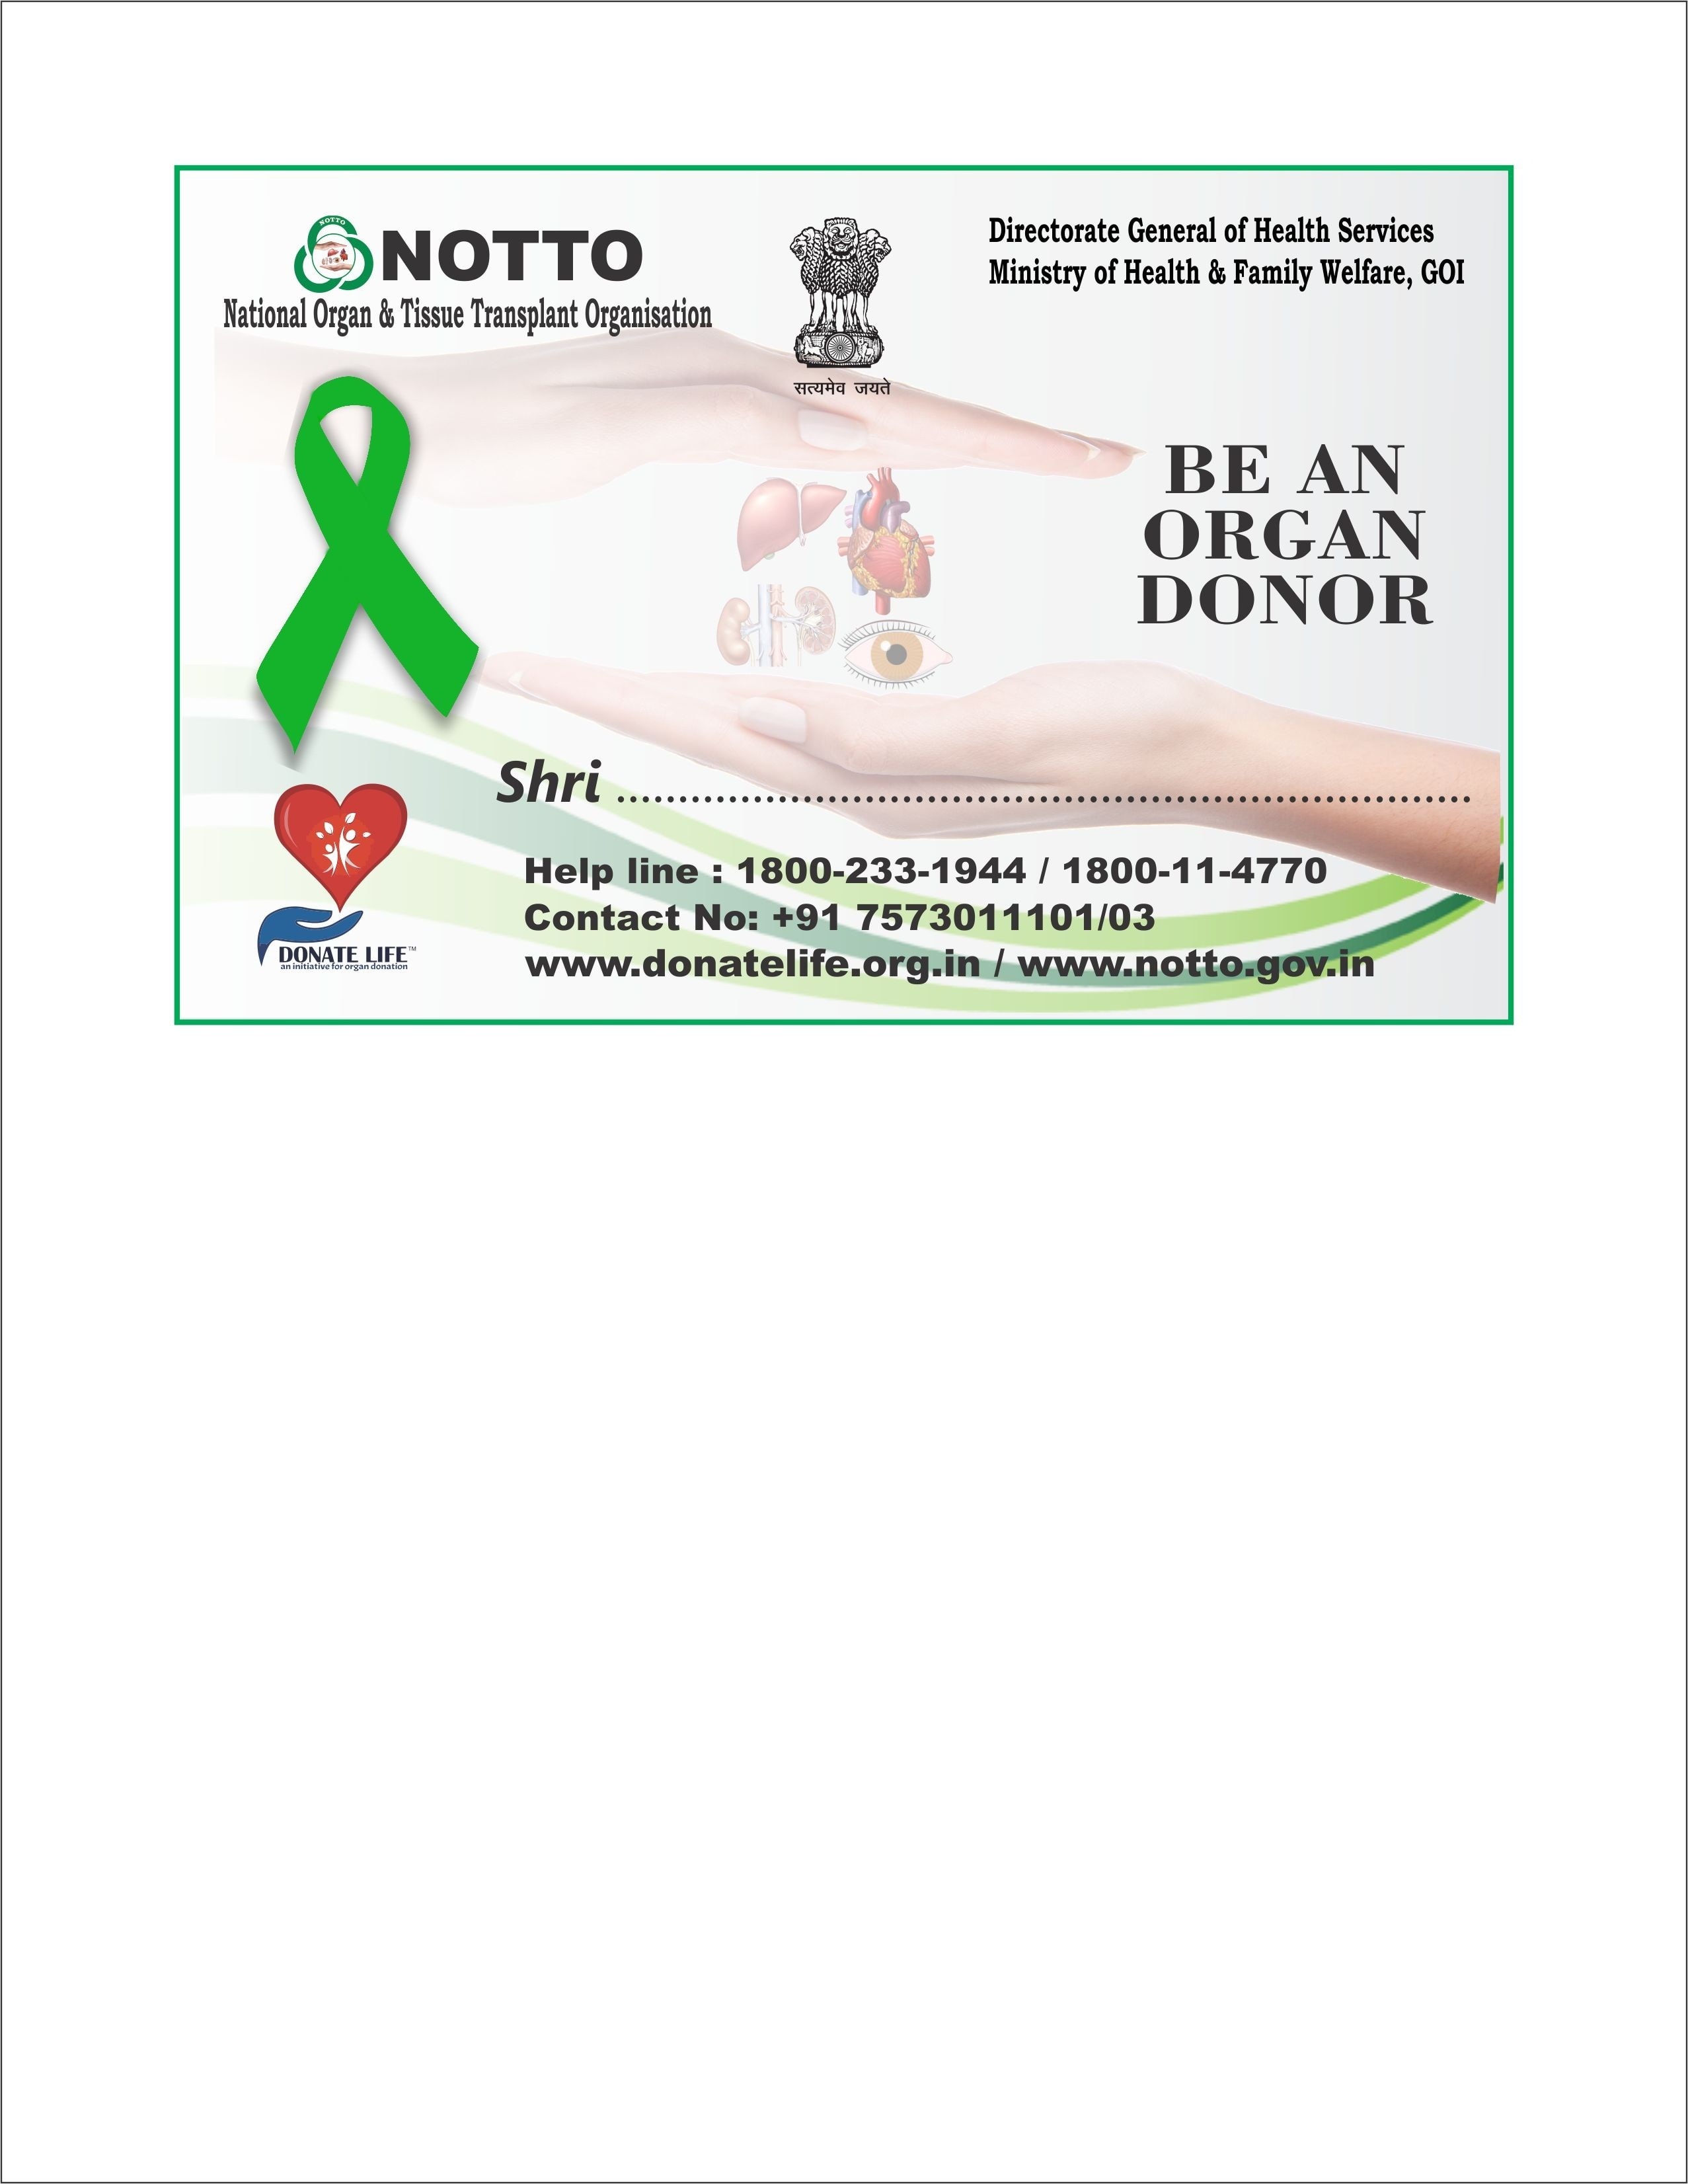 NOTTO
NOTTO
National Organ & Tissue Transplant Organisation
सत्यमेव जयते
Directorate General of Health Services
Ministry of Health & Family Welfare, GOI
BE AN
ORGAN
DONOR
Shri ......................................................................
Help line : 1800-233-1944 / 1800-11-4770
Contact No: +91 7573011101/03
www.donatelife.org.in / www.notto.gov.in
DONATE LIFE™
an initiative for organ donation